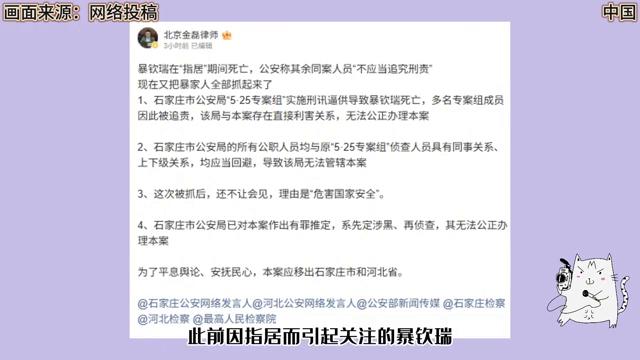 画面来源：网络投稿
中国
北京金磊律师
3小时前 已编辑
暴钦瑞在“指居”期间死亡，公安称其余同案人员“不应当追究刑责”
现在又把暴家人全部抓起来了
1、石家庄市公安局“5·25专案组”实施刑讯逼供导致暴钦瑞死亡，多名专案组成员
因此被追责，该局与本案存在直接利害关系，无法公正办理本案
2、石家庄市公安局的所有公职人员均与原“5·25专案组”侦查人员具有同事关系、
上下级关系，均应当回避，导致该局无法管辖本案
3、这次被抓后，还不让会见，理由是“危害国家安全”。
4、石家庄市公安局已对本案作出有罪推定，系先定涉黑、再侦查，其无法公正办
理本案
为了平息舆论、安抚民心，本案应移出石家庄市和河北省。
@石家庄公安网络发言人@河北公安网络发言人@公安部新闻传媒 @石家庄检察
@河北检察 @最高人民检察院
此前因指居而引起关注的暴钦瑞